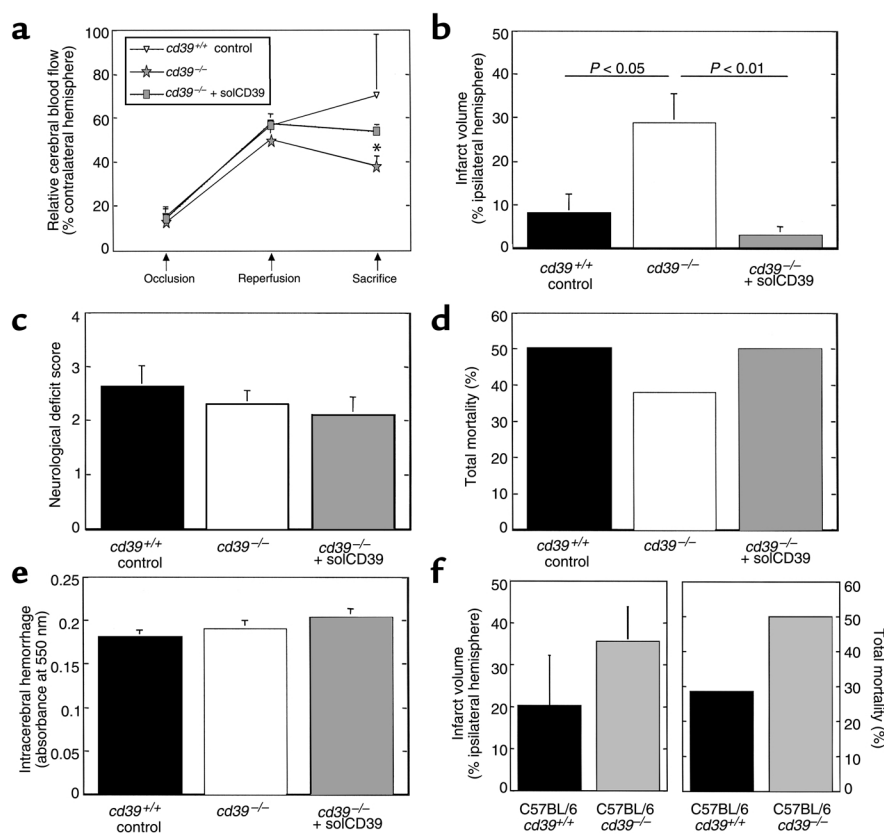 a
Relative cerebral blood flow
(% contralateral hemisphere)
100
80
60
40
20
0
cd39+/+ control
cd39−/−
cd39−/− + solCD39
*
Occlusion
Reperfusion
Sacrifice
b
Infarct volume
(% ipsilateral hemisphere)
50
40
30
20
10
0
P < 0.05
P < 0.01
cd39+/+
control
cd39−/−
cd39−/−
+ solCD39
c
Neurological deficit score
4
3
2
1
0
cd39+/+
control
cd39−/−
cd39−/−
+ solCD39
d
Total mortality (%)
60
50
40
30
20
10
0
cd39+/+
control
cd39−/−
cd39−/−
+ solCD39
e
Intracerebral hemorrhage
(absorbance at 550 nm)
0.25
0.2
0.15
0.1
0.05
0
cd39+/+
control
cd39−/−
cd39−/−
+ solCD39
f
Infarct volume
(% ipsilateral hemisphere)
50
40
30
20
10
0
C57BL/6
cd39+/+
C57BL/6
cd39−/−
C57BL/6
cd39+/+
C57BL/6
cd39−/−
60
50
40
30
20
10
0
Total mortality
(%)